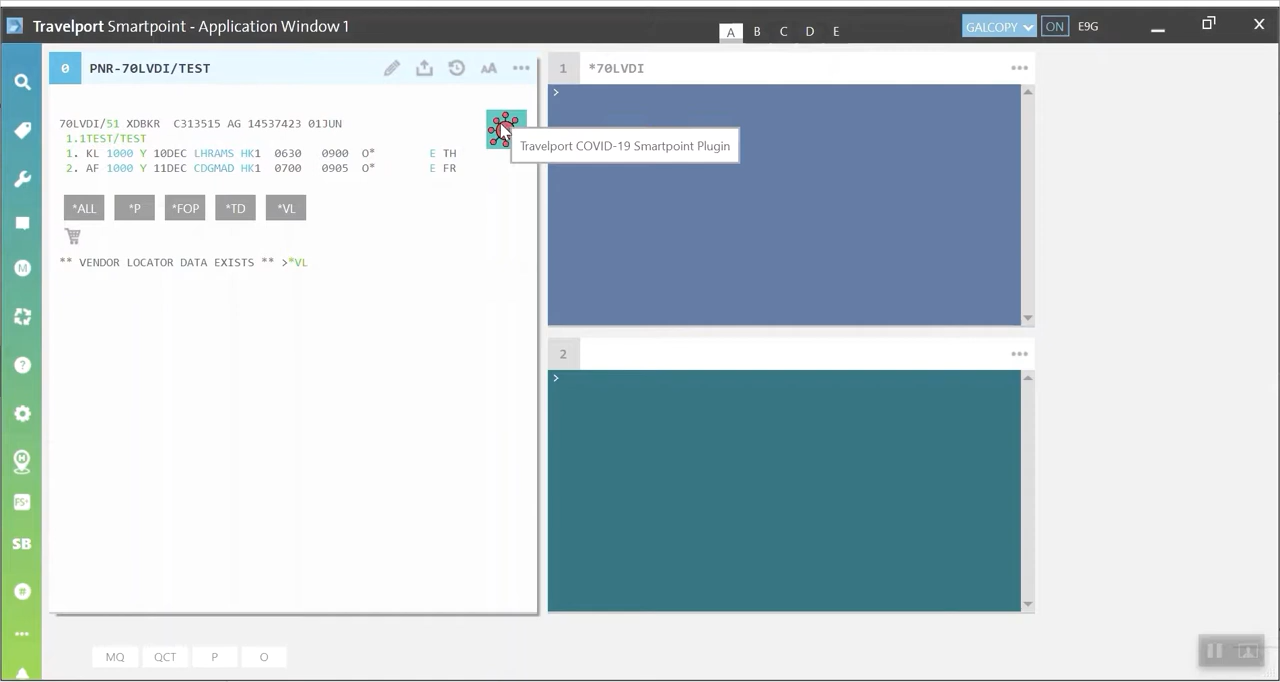 Travelport Smartpoint - Application Window 1
A B C D E
GALCOPY ON E9G
0 PNR-70LVDI/TEST
AA
1 *70LVDI
>
70LVDI/51 XDBKR C313515 AG 14537423 01JUN
1.1TEST/TEST
Travelport COVID-19 Smartpoint Plugin
1. KL 1000 Y 10DEC LHRAMS HK1 0630 0900 O* E TH
2. AF 1000 Y 11DEC CDGMAD HK1 0700 0905 O* E FR
*ALL *P *FOP *TD *VL
** VENDOR LOCATOR DATA EXISTS ** >*VL
2
>
M
?
H
FS+
SB
#
MQ QCT P O